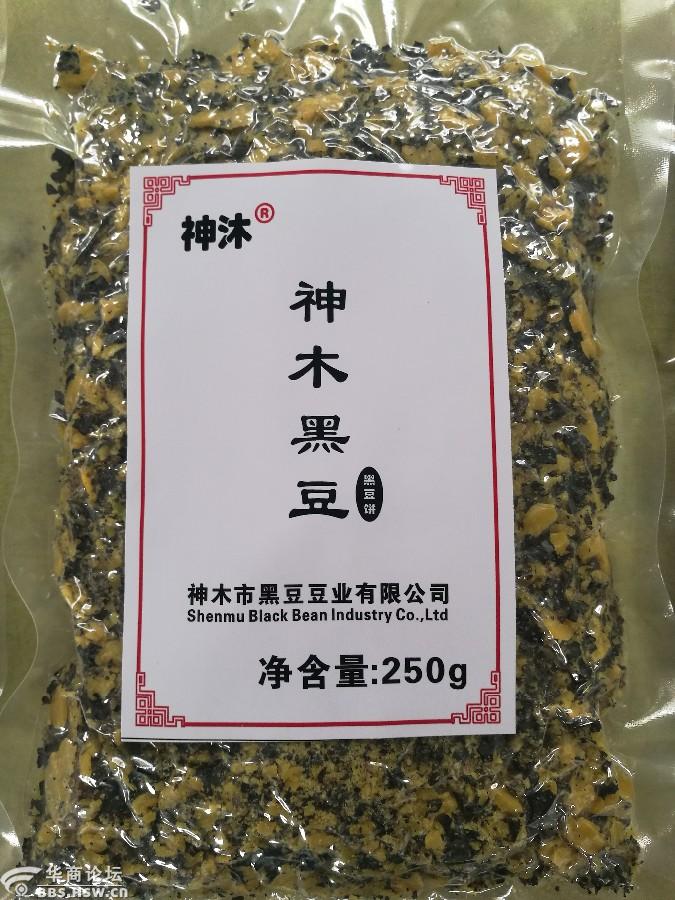 神沐®
神木黑豆
黑豆饼
神木市黑豆豆业有限公司
Shenmu Black Bean Industry Co.,Ltd
净含量:250g
华商论坛
BBS.HSW.CN